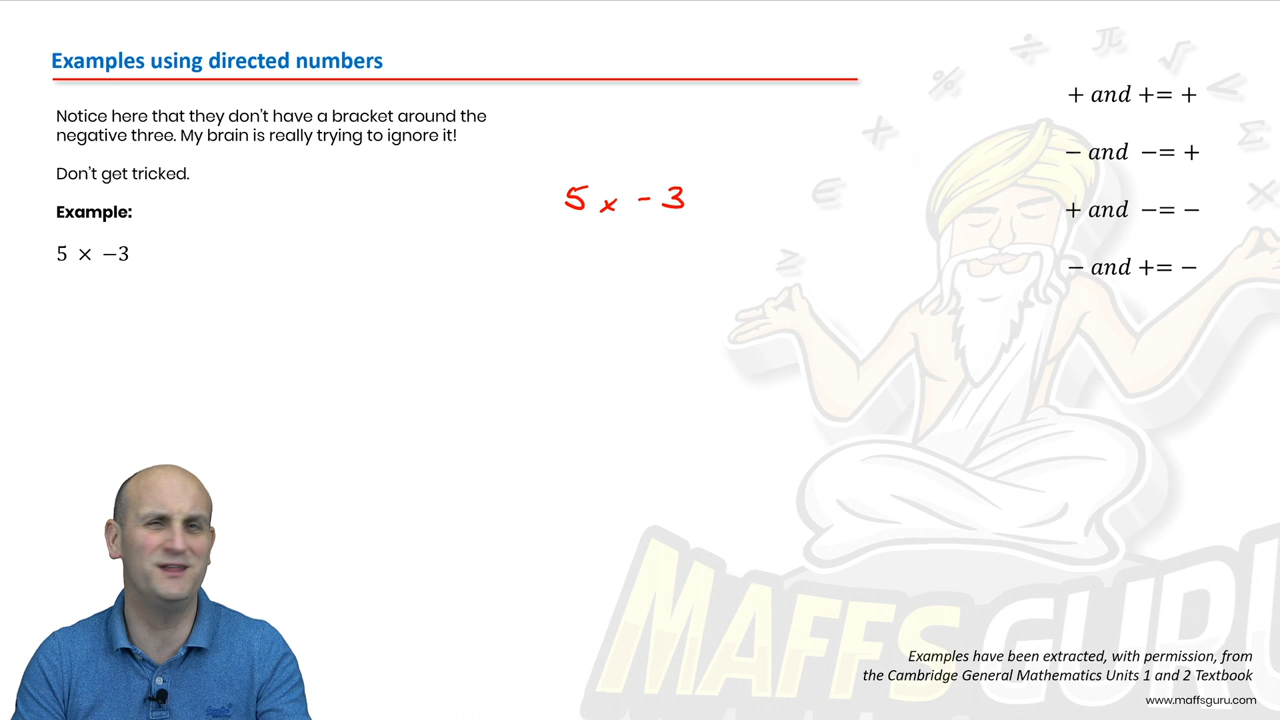 Examples using directed numbers
Notice here that they don't have a bracket around the
negative three. My brain is really trying to ignore it!
Don't get tricked.
Example:
5 × −3
5 × - 3
+ and += +
− and −= +
+ and −= −
− and += −
% ÷ π √ < + Σ € × ≥
MAFFS GURU
Examples have been extracted, with permission, from
the Cambridge General Mathematics Units 1 and 2 Textbook
www.maffsguru.com